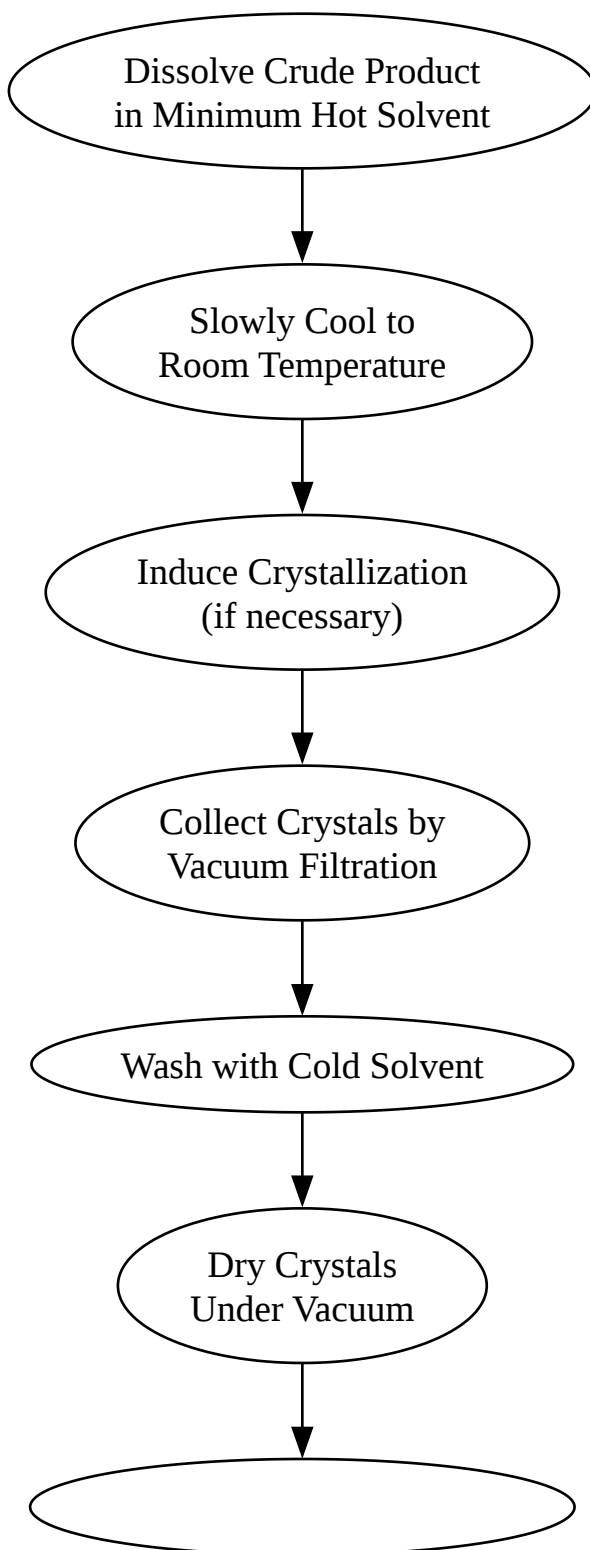 Dissolve Crude Product
in Minimum Hot Solvent
Slowly Cool to
Room Temperature
Induce Crystallization
(if necessary)
Collect Crystals by
Vacuum Filtration
Wash with Cold Solvent
Dry Crystals
Under Vacuum